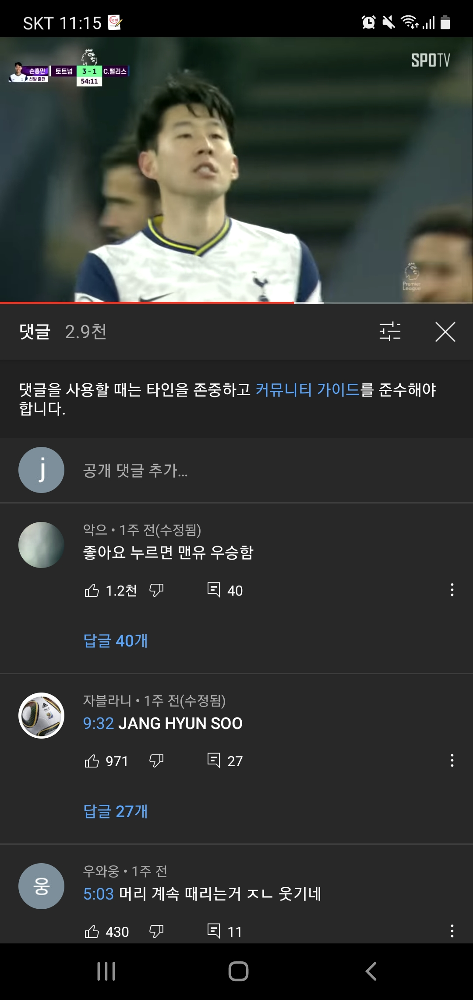 SKT 11:15
SPOTV
손흥민 토트넘 3-1 C.팰리스
선발 출전 54:11
Premier
League
댓글 2.9천
댓글을 사용할 때는 타인을 존중하고 커뮤니티 가이드를 준수해야
합니다.
j 공개 댓글 추가...
악으 • 1주 전(수정됨)
좋아요 누르면 맨유 우승함
1.2천 40
답글 40개
자블라니 • 1주 전(수정됨)
9:32 JANG HYUN SOO
971 27
답글 27개
우와웅 • 1주 전
웅 5:03 머리 계속 때리는거 ㅈㄴ 웃기네
430 11